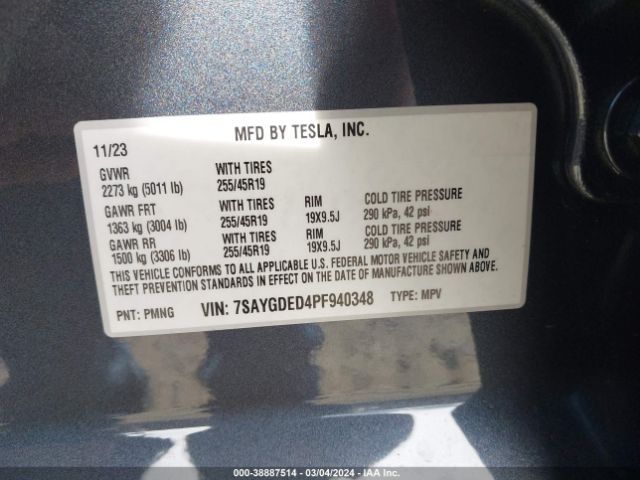 MFD BY TESLA, INC.
11/23
GVWR WITH TIRES
2273 kg (5011 lb) 255/45R19
GAWR FRT WITH TIRES RIM COLD TIRE PRESSURE
1363 kg (3004 lb) 255/45R19 19X9.5J 290 kPa, 42 psi
GAWR RR WITH TIRES RIM COLD TIRE PRESSURE
1500 kg (3306 lb) 255/45R19 19X9.5J 290 kPa, 42 psi
THIS VEHICLE CONFORMS TO ALL APPLICABLE U.S. FEDERAL MOTOR VEHICLE SAFETY AND
THEFT PREVENTION STANDARDS IN EFFECT ON THE DATE OF MANUFACTURE SHOWN ABOVE.
PNT: PMNG VIN: 7SAYGDED4PF940348 TYPE: MPV
000-38887514 - 03/04/2024 - IAA Inc.